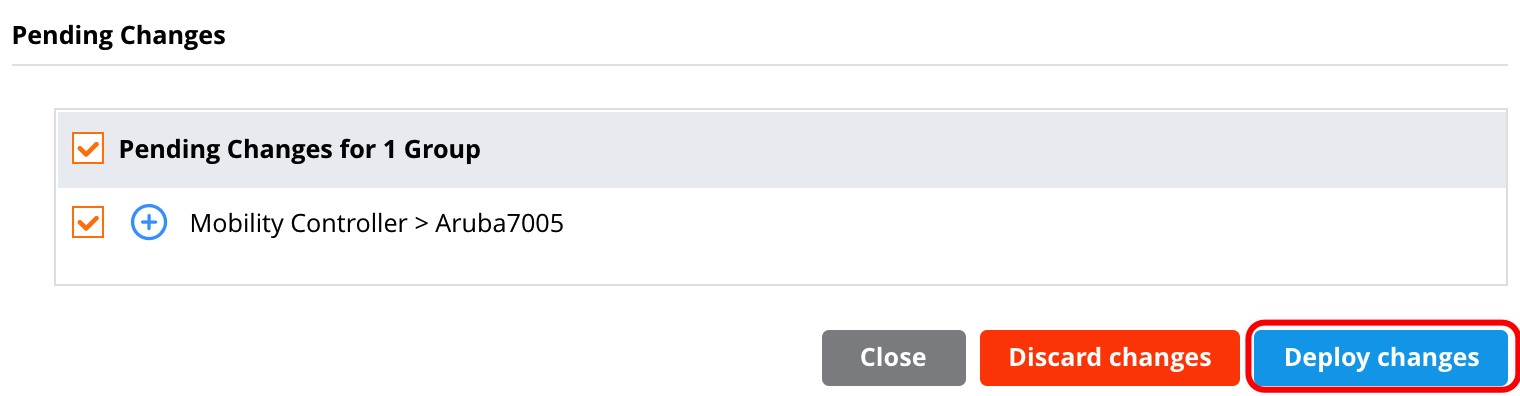 Pending Changes
Pending Changes for 1 Group
Mobility Controller > Aruba7005
Close Discard changes Deploy changes